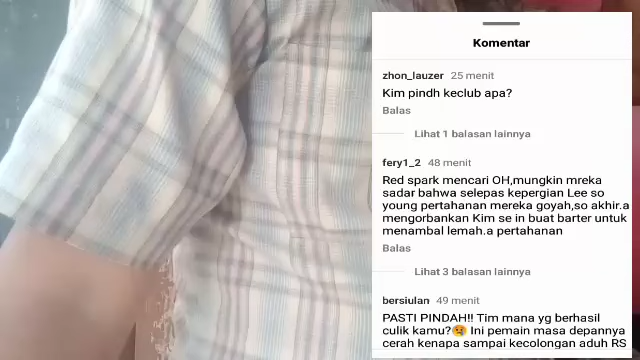 Komentar
zhon_lauzer 25 menit
Kim pindh keclub apa?
Balas
Lihat 1 balasan lainnya
fery1_2 48 menit
Red spark mencari OH,mungkin mreka
sadar bahwa selepas kepergian Lee so
young pertahanan mereka goyah,so akhir.a
mengorbankan Kim se in buat barter untuk
menambal lemah.a pertahanan
Balas
Lihat 3 balasan lainnya
bersiulan 49 menit
PASTI PINDAH!! Tim mana yg berhasil
culik kamu?🥵 Ini pemain masa depannya
cerah kenapa sampai kecolongan aduh RS